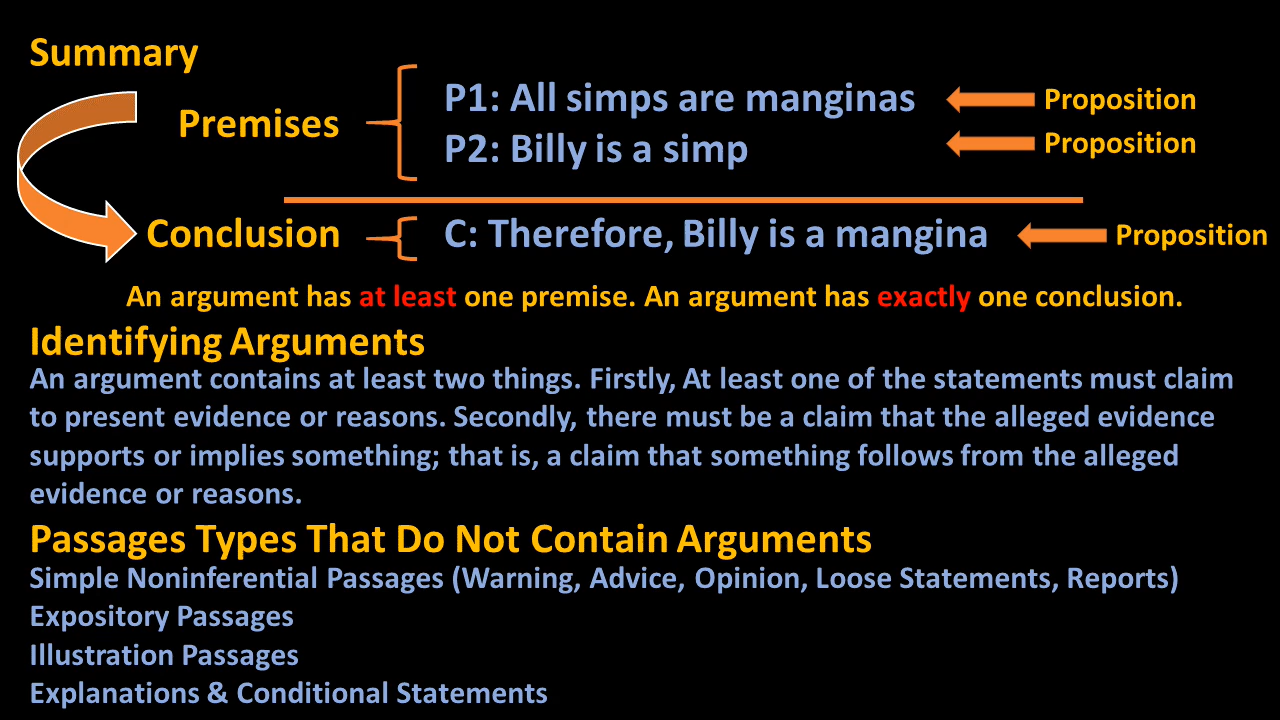 Summary
Premises
P1: All simps are manginas
Proposition
P2: Billy is a simp
Proposition
Conclusion
C: Therefore, Billy is a mangina
Proposition
An argument has at least one premise. An argument has exactly one conclusion.
Identifying Arguments
An argument contains at least two things. Firstly, At least one of the statements must claim
to present evidence or reasons. Secondly, there must be a claim that the alleged evidence
supports or implies something; that is, a claim that something follows from the alleged
evidence or reasons.
Passages Types That Do Not Contain Arguments
Simple Noninferential Passages (Warning, Advice, Opinion, Loose Statements, Reports)
Expository Passages
Illustration Passages
Explanations & Conditional Statements